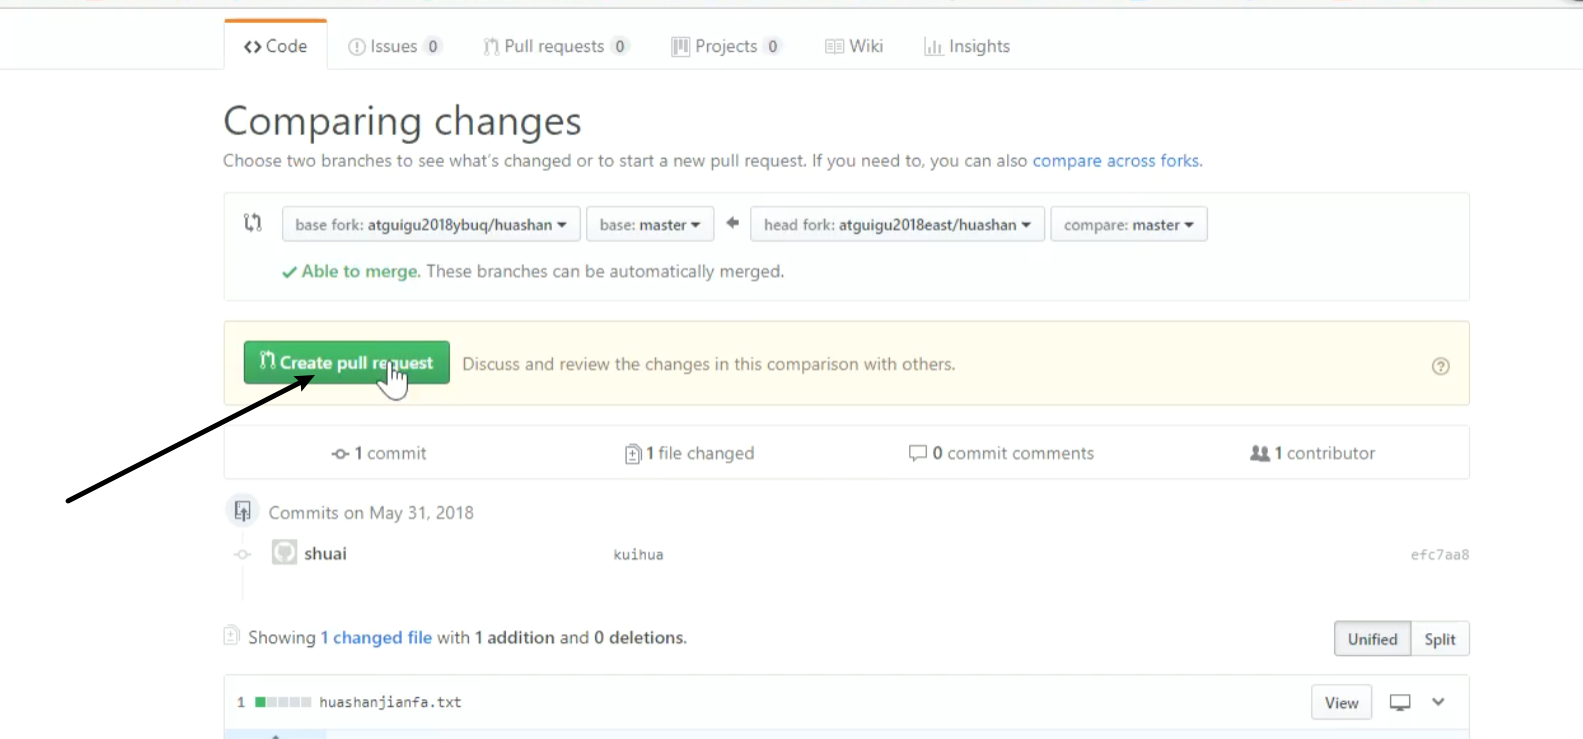 Code Issues 0 Pull requests 0 Projects 0 Wiki Insights
Comparing changes
Choose two branches to see what's changed or to start a new pull request. If you need to, you can also compare across forks.
base fork: atguigu2018ybuq/huashan base: master head fork: atguigu2018east/huashan compare: master
Able to merge. These branches can be automatically merged.
Create pull request Discuss and review the changes in this comparison with others.
1 commit 1 file changed 0 commit comments 1 contributor
Commits on May 31, 2018
shuai kuihua efc7aa8
Showing 1 changed file with 1 addition and 0 deletions. Unified Split
1 huashanjianfa.txt View